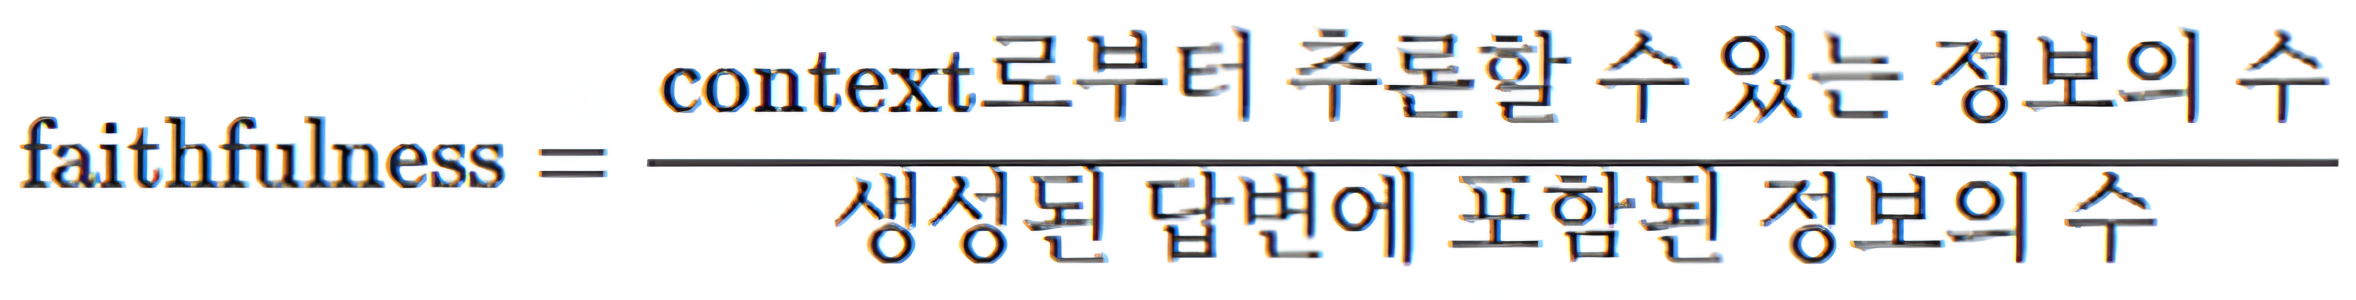 context로부터 추론할 수 있는 정보의 수
faithfulness =
생성된 답변에 포함된 정보의 수